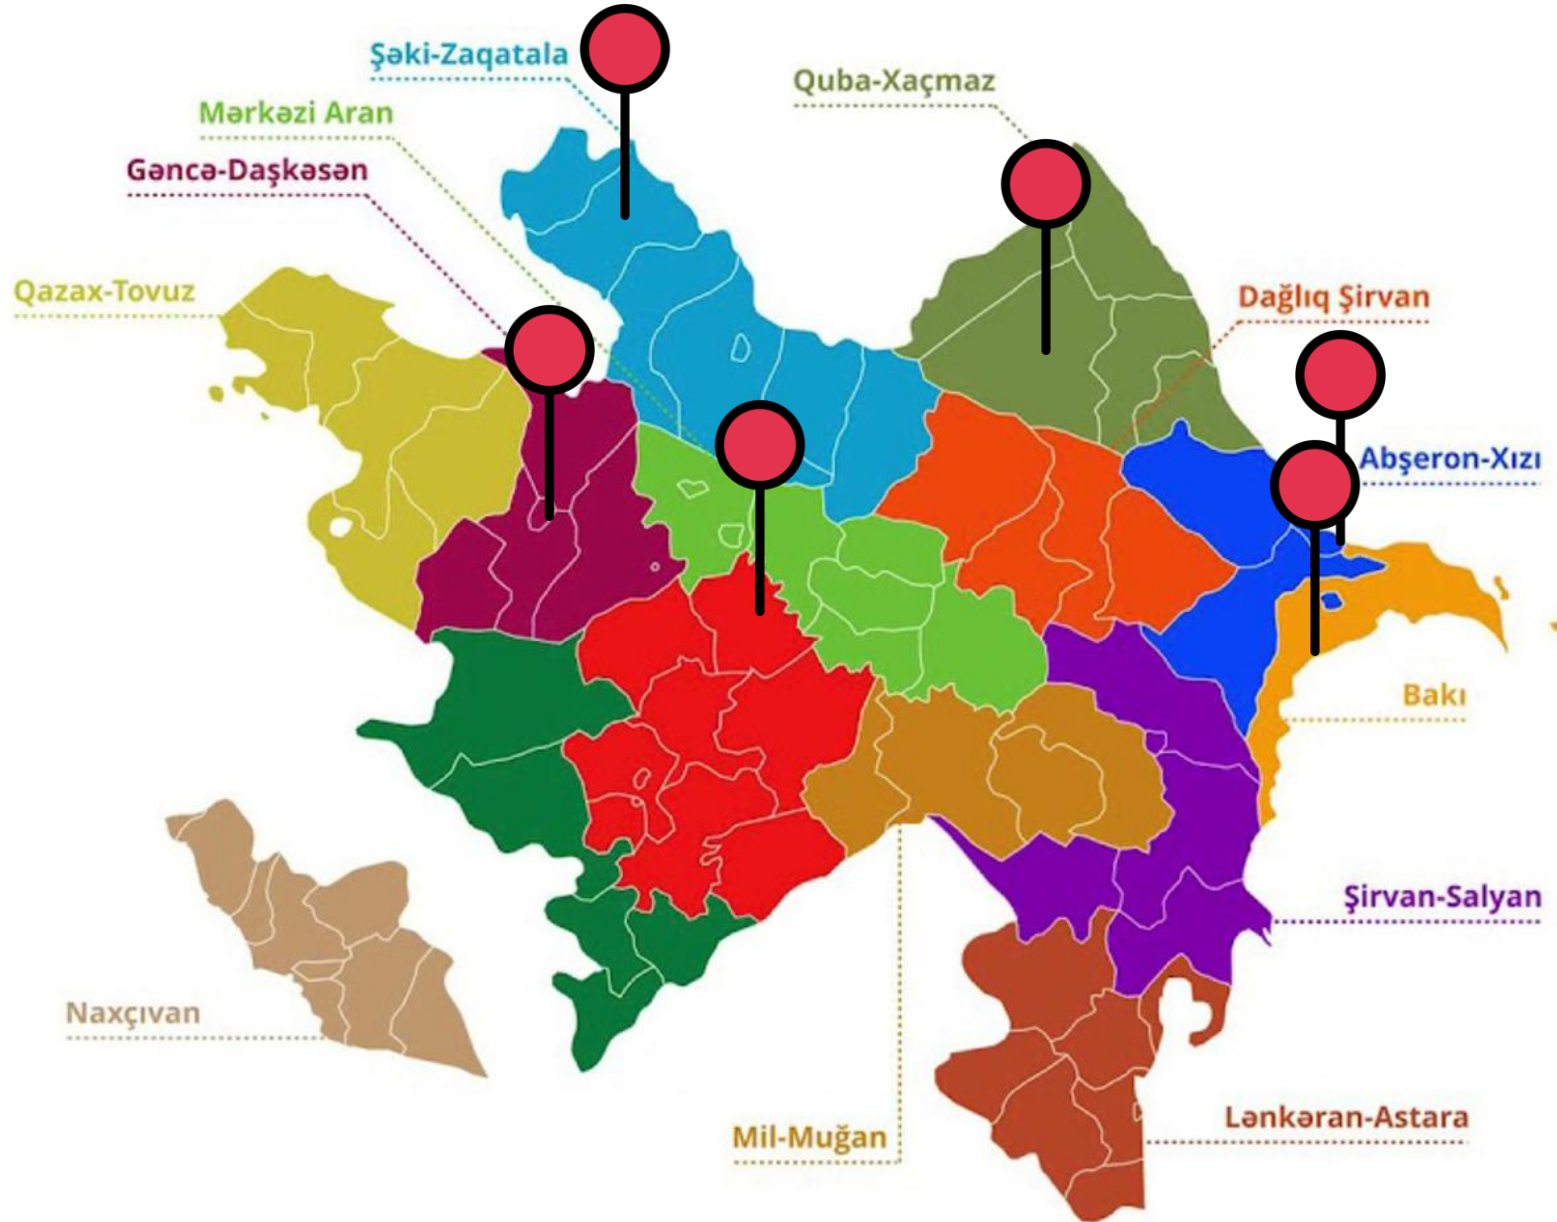 Şəki-Zaqatala
Quba-Xaçmaz
Mərkəzi Aran
Gəncə-Daşkəsən
Qazax-Tovuz
Dağlıq Şirvan
Abşeron-Xızı
Bakı
Şirvan-Salyan
Naxçıvan
Lənkəran-Astara
Mil-Muğan